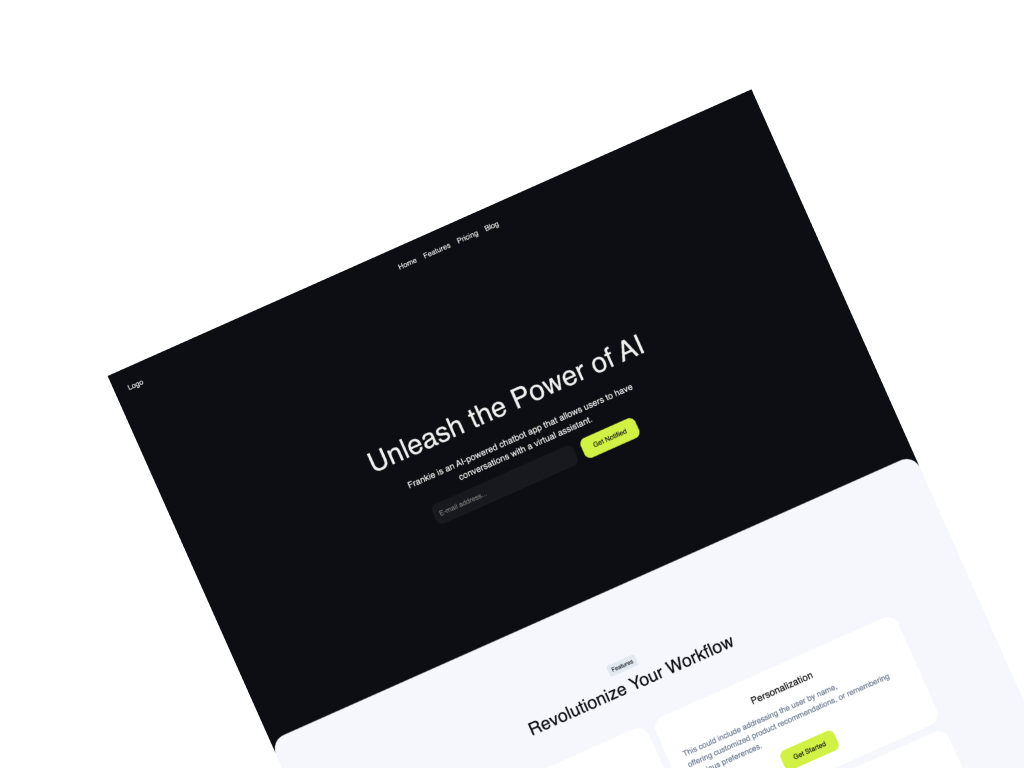 Logo
Home Features Pricing Blog
Unleash the Power of AI
Frankie is an AI-powered chatbot app that allows users to have
conversations with a virtual assistant.
E-mail address...
Get Notified
Features
Revolutionize Your Workflow
Personalization
This could include addressing the user by name,
offering customized product recommendations, or remembering
preferences.
Get Started